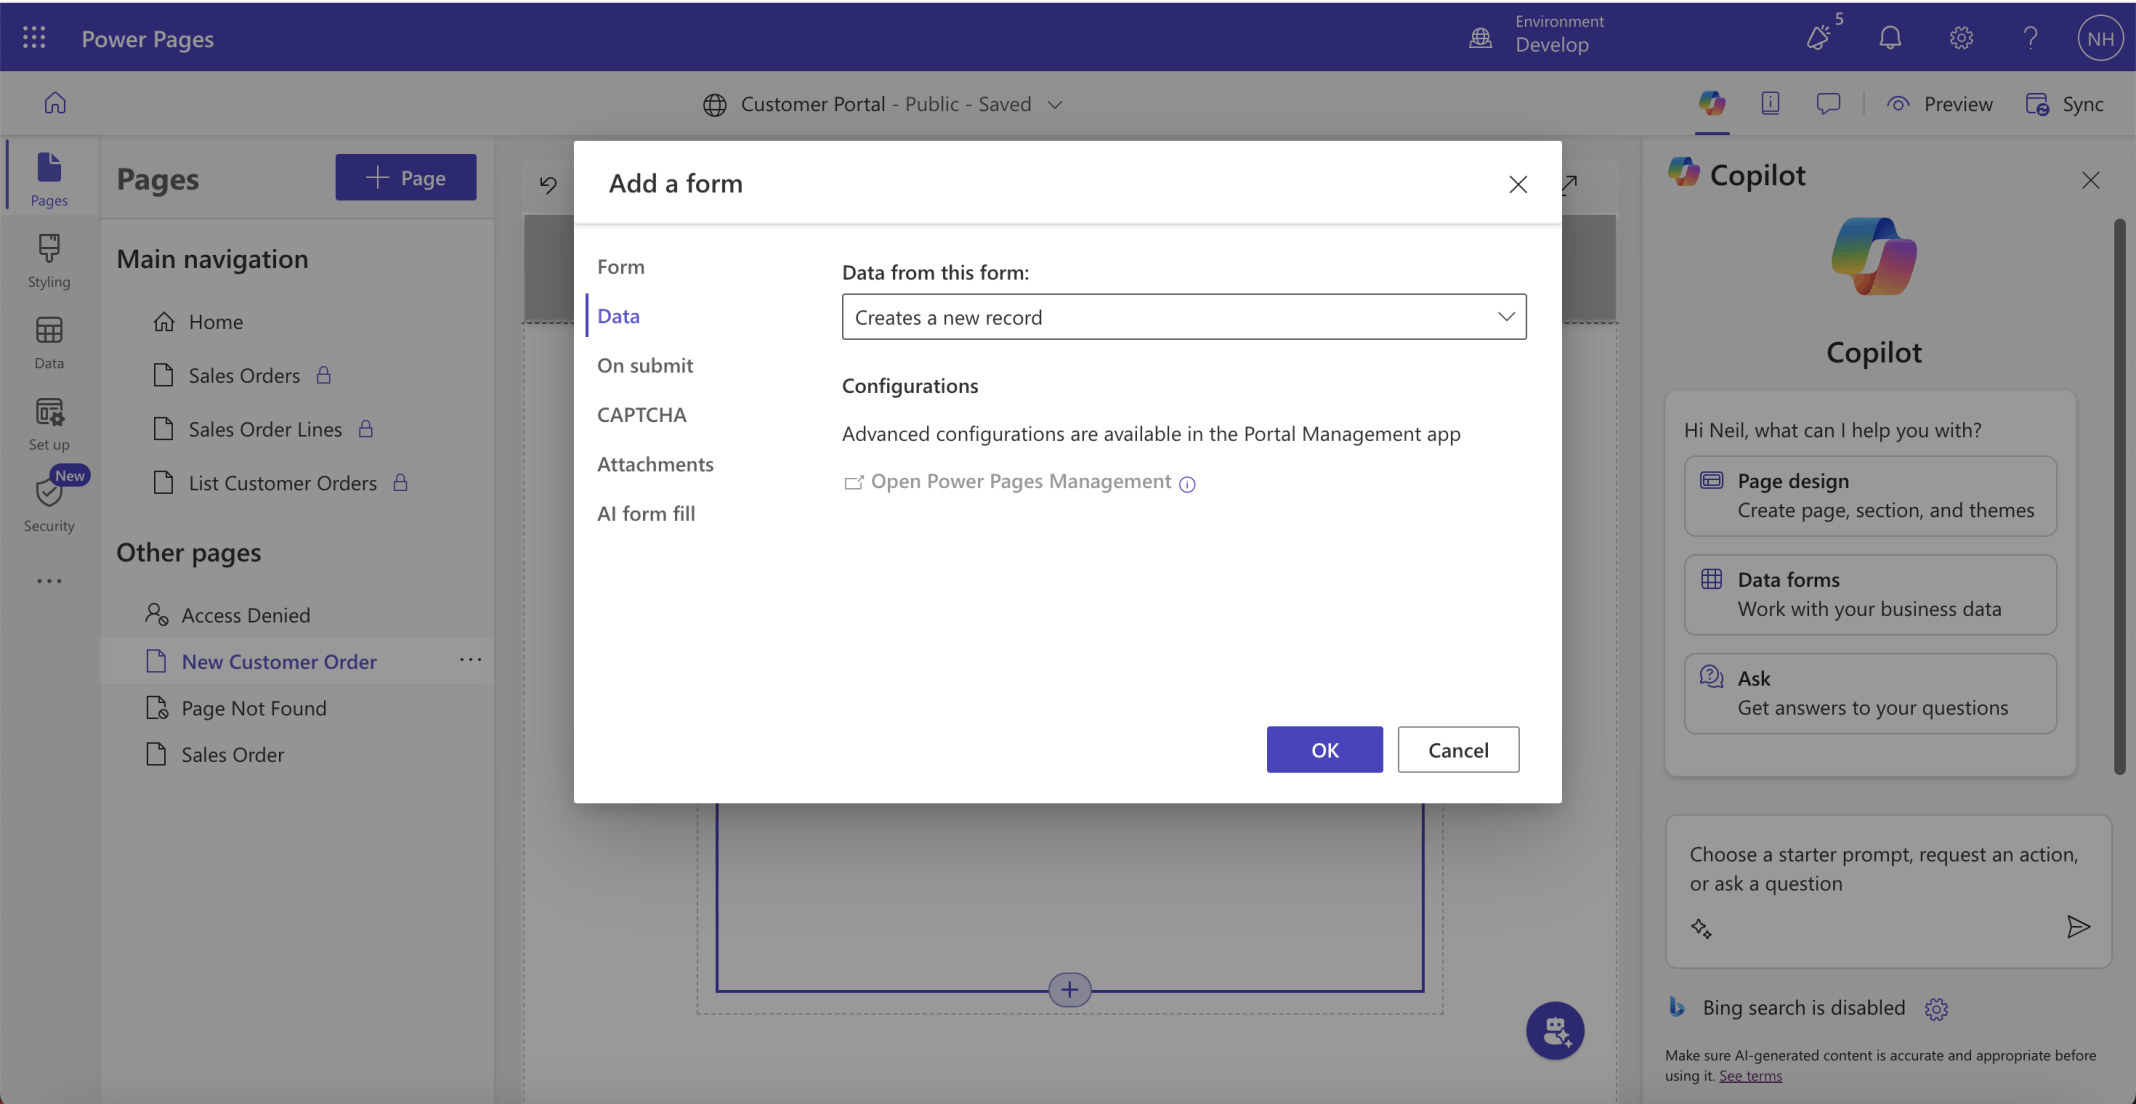 Power Pages
Environment
Develop
5
NH
Customer Portal - Public - Saved
Preview
Sync
Pages
Styling
Data
Set up
New
Security
Pages
Page
Main navigation
Home
Sales Orders
Sales Order Lines
List Customer Orders
Other pages
Access Denied
New Customer Order
Page Not Found
Sales Order
Add a form
Form
Data
On submit
CAPTCHA
Attachments
AI form fill
Data from this form:
Creates a new record
Configurations
Advanced configurations are available in the Portal Management app
Open Power Pages Management
OK
Cancel
Copilot
Copilot
Hi Neil, what can I help you with?
Page design
Create page, section, and themes
Data forms
Work with your business data
Ask
Get answers to your questions
Choose a starter prompt, request an action,
or ask a question
Bing search is disabled
Make sure AI-generated content is accurate and appropriate before
using it. See terms